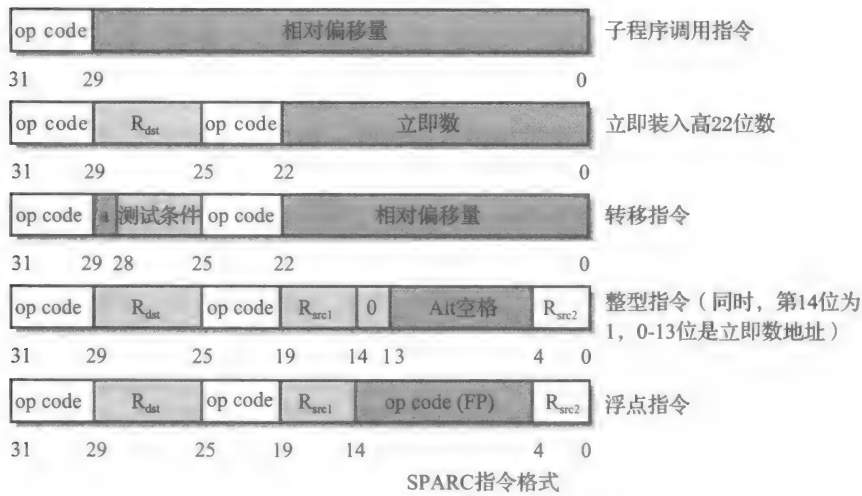 op code 相对偏移量 子程序调用指令
31 29 0
op code R_dst op code 立即数 立即装入高22位数
31 29 25 22 0
op code a 测试条件 op code 相对偏移量 转移指令
31 29 28 25 22 0
op code R_dst op code R_src1 0 Alt空格 R_src2 整型指令（同时，第14位为
1，0-13位是立即数地址）
31 29 25 19 14 13 4 0
op code R_dst op code R_src1 op code (FP) R_src2 浮点指令
31 29 25 19 14 4 0
SPARC指令格式